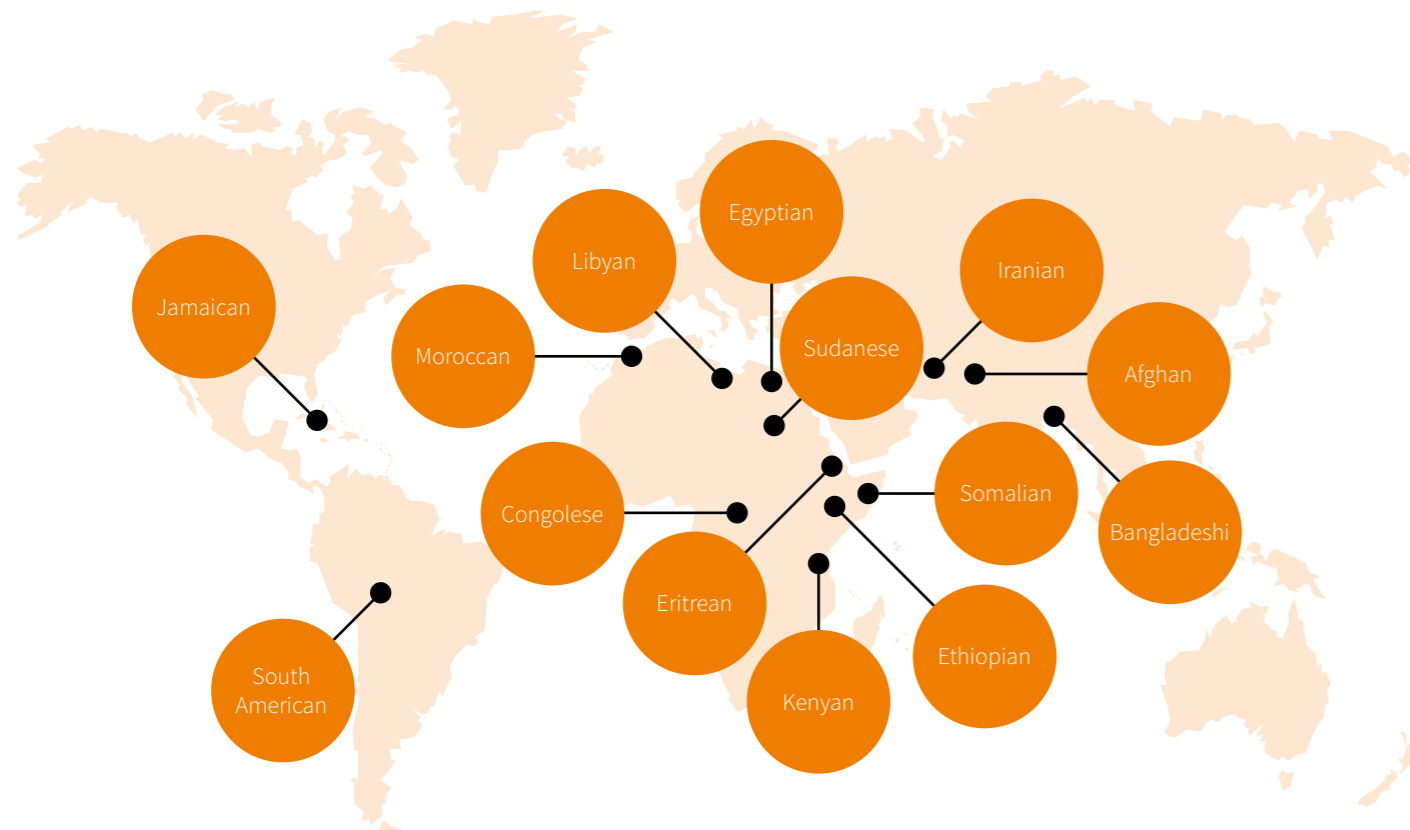 Egyptian
Libyan
Iranian
Jamaican
Sudanese
Moroccan
Afghan
Somalian
Congolese
Bangladeshi
Eritrean
Ethiopian
South
American
Kenyan